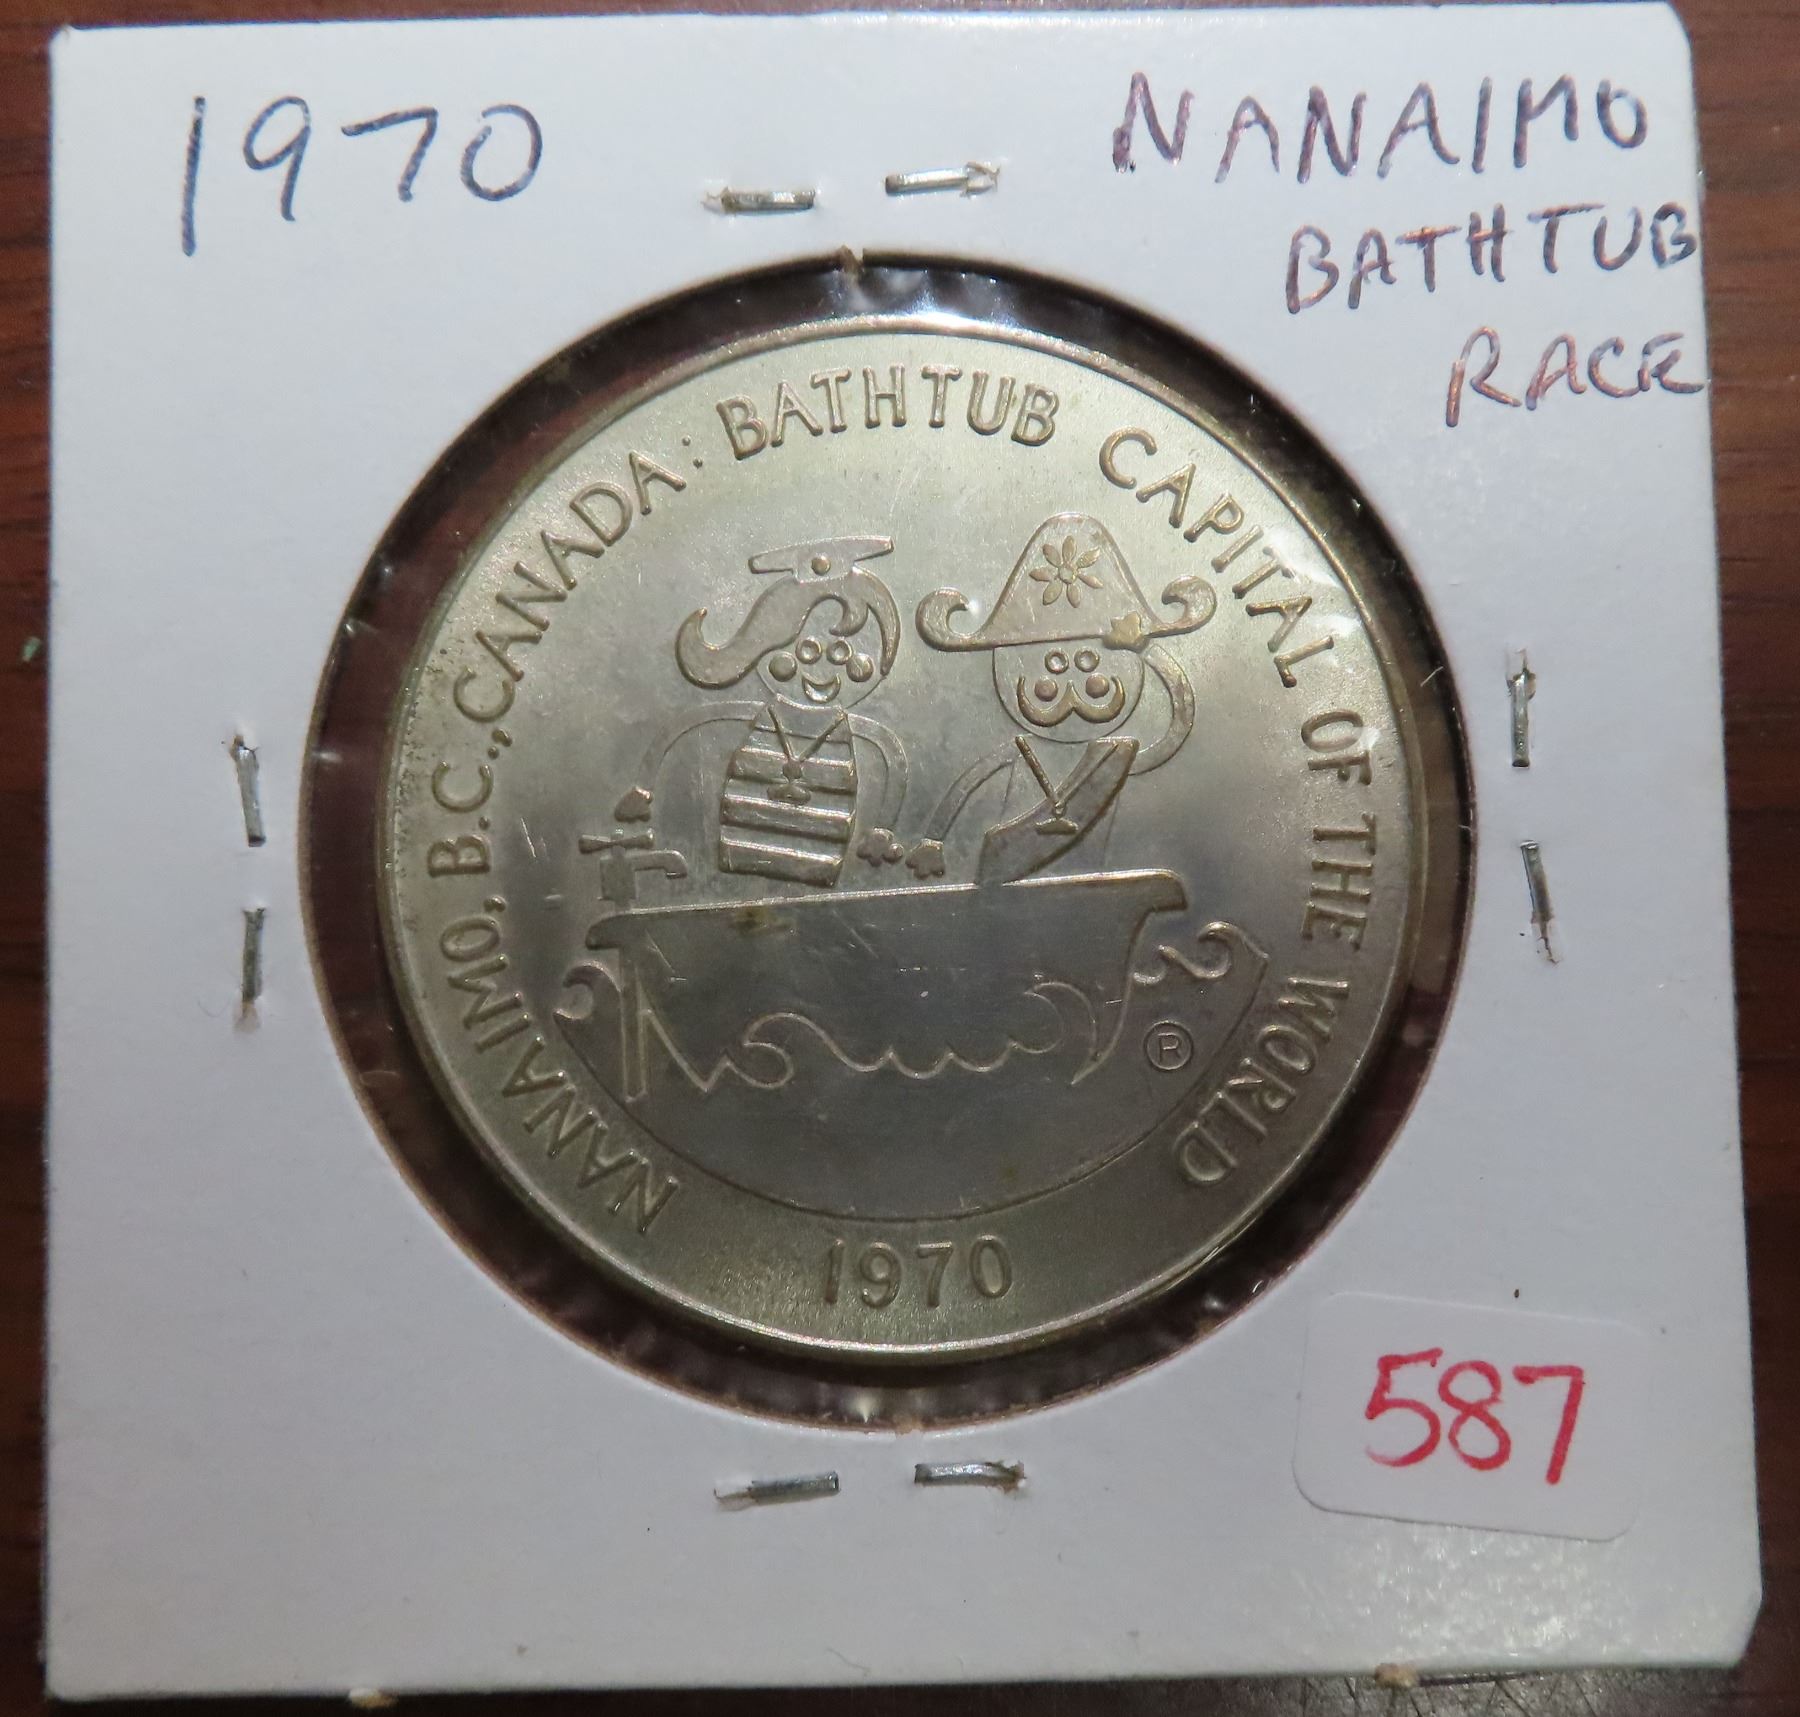 1970
NANAIMO
BATHTUB
RACE
NANAIMO, B.C., CANADA: BATHTUB CAPITAL OF THE WORLD
®
1970
587